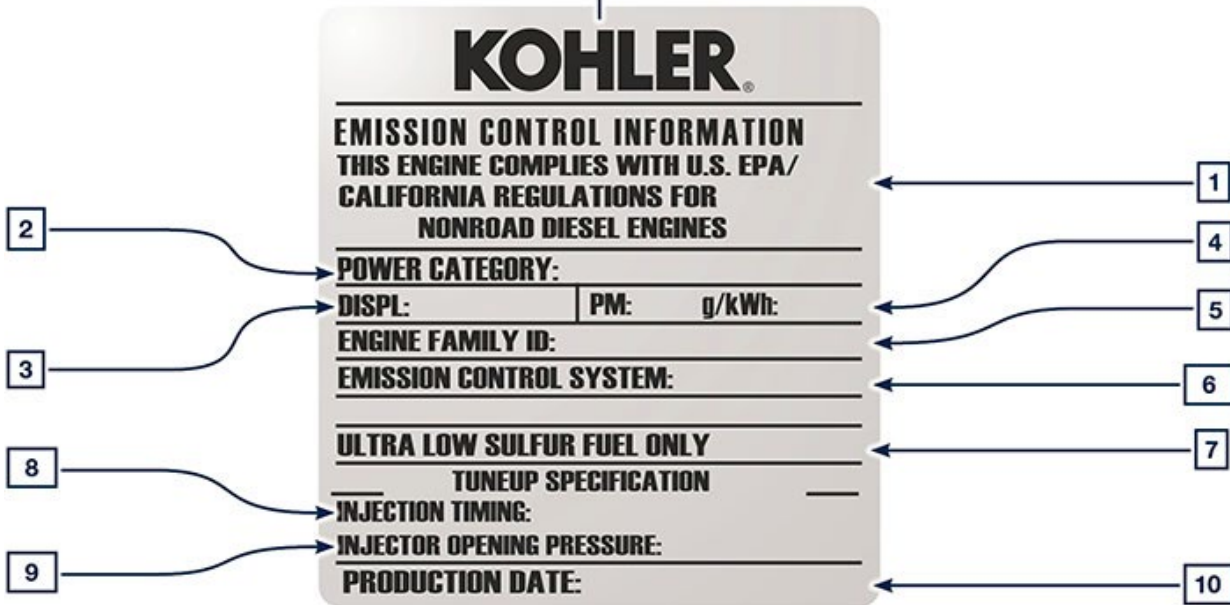 KOHLER®
EMISSION CONTROL INFORMATION
THIS ENGINE COMPLIES WITH U.S. EPA/
CALIFORNIA REGULATIONS FOR
NONROAD DIESEL ENGINES
1
2
POWER CATEGORY:
4
DISPL: PM: g/kWh:
5
ENGINE FAMILY ID:
3
EMISSION CONTROL SYSTEM:
6
ULTRA LOW SULFUR FUEL ONLY
7
8
TUNEUP SPECIFICATION
INJECTION TIMING:
INJECTOR OPENING PRESSURE:
9
PRODUCTION DATE:
10